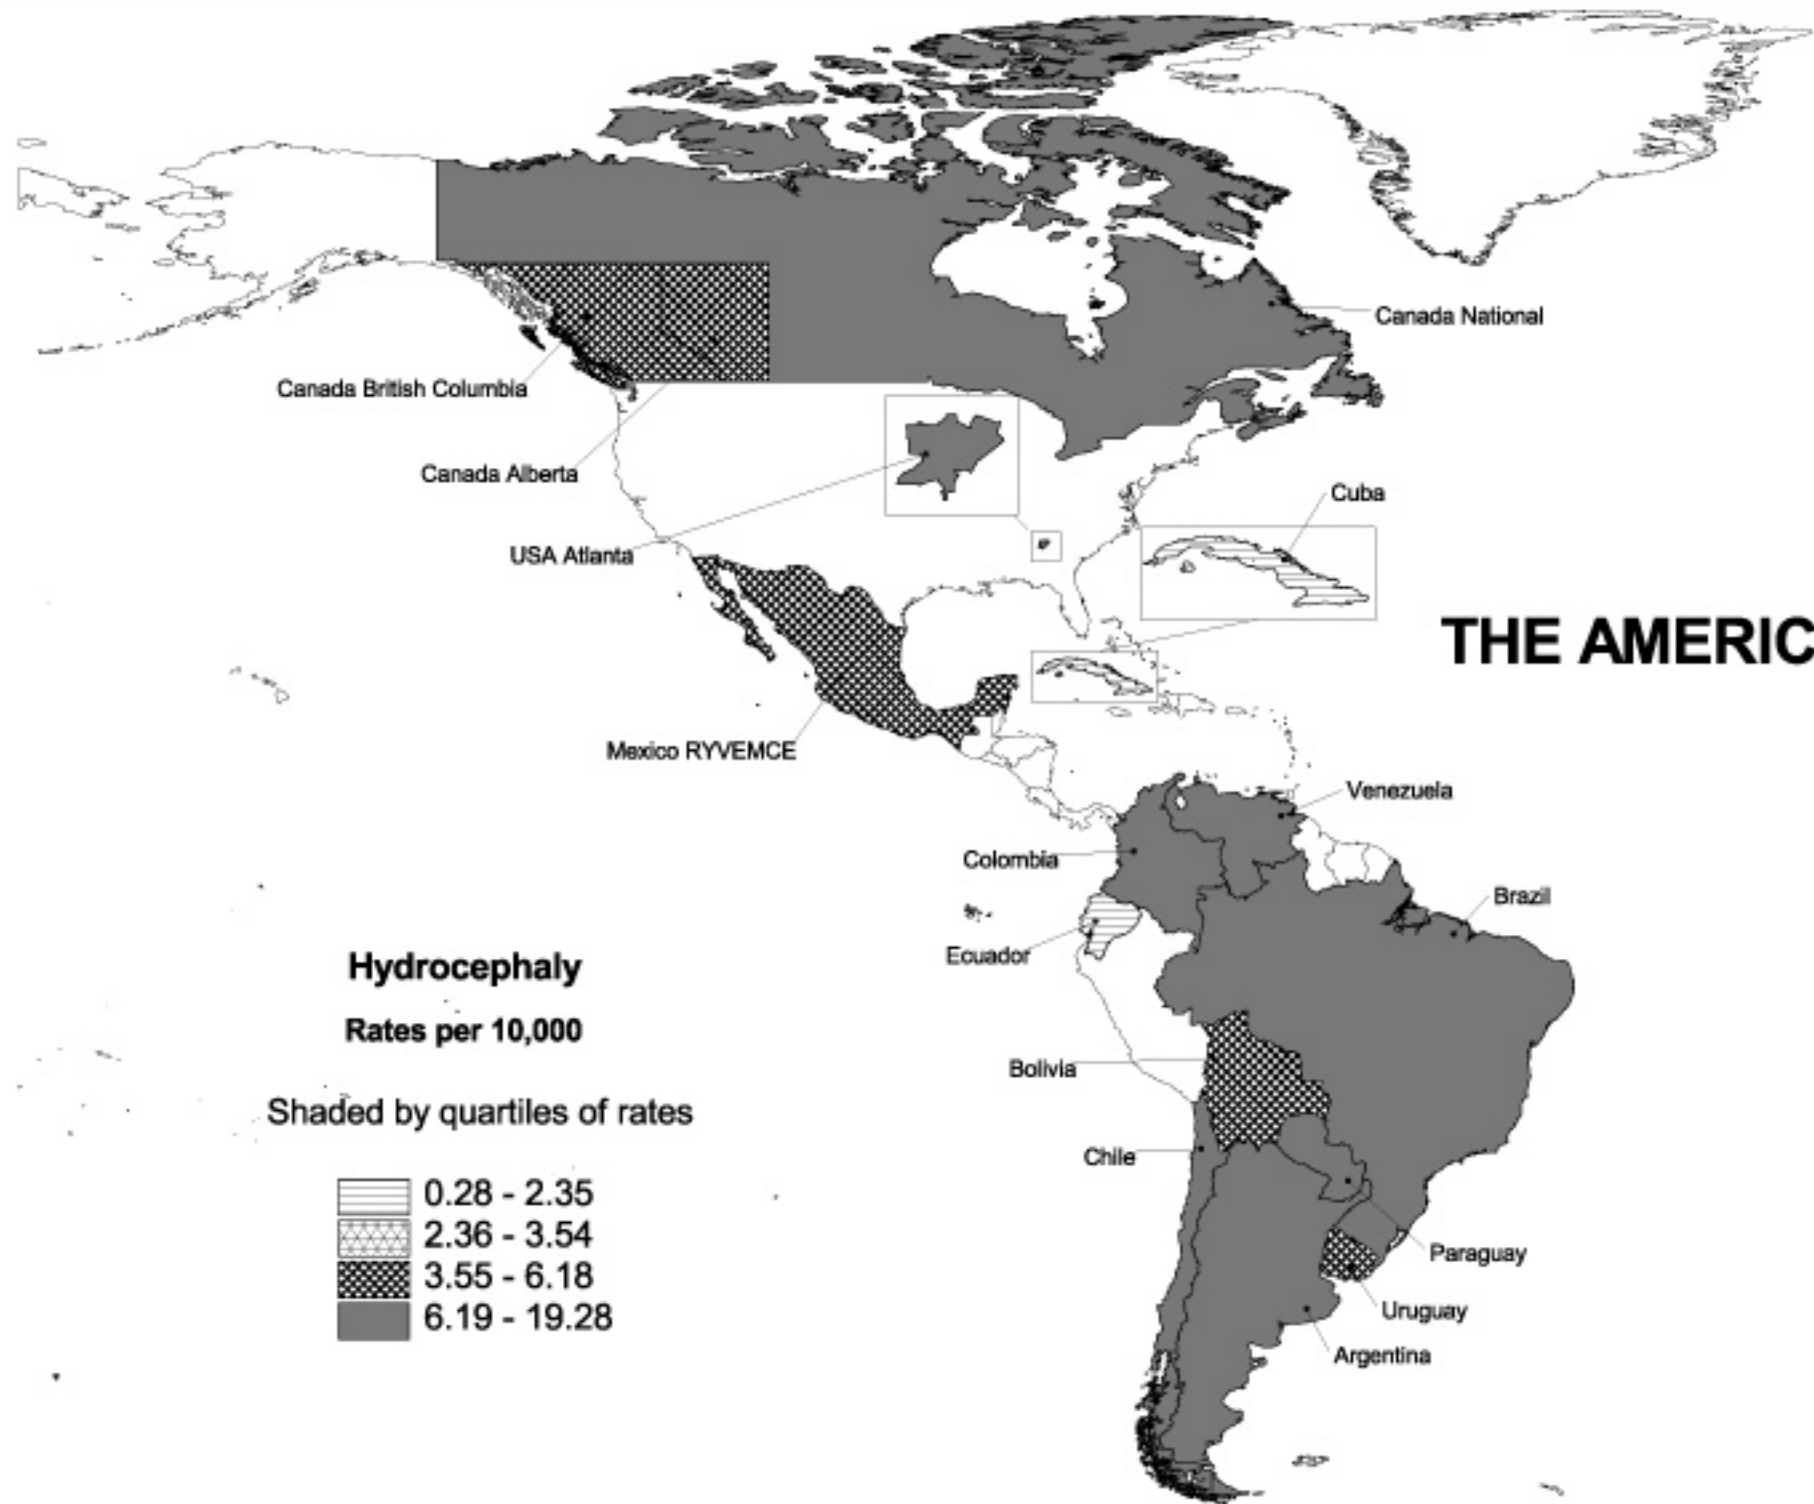 Canada National
Canada British Columbia
Canada Alberta
Cuba
USA Atlanta
THE AMERIC
Mexico RYVEMCE
Venezuela
Colombia
Brazil
Ecuador
Hydrocephaly
Rates per 10,000
Bolivia
Shaded by quartiles of rates
Chile
0.28 - 2.35
2.36 - 3.54
3.55 - 6.18
6.19 - 19.28
Paraguay
Uruguay
Argentina